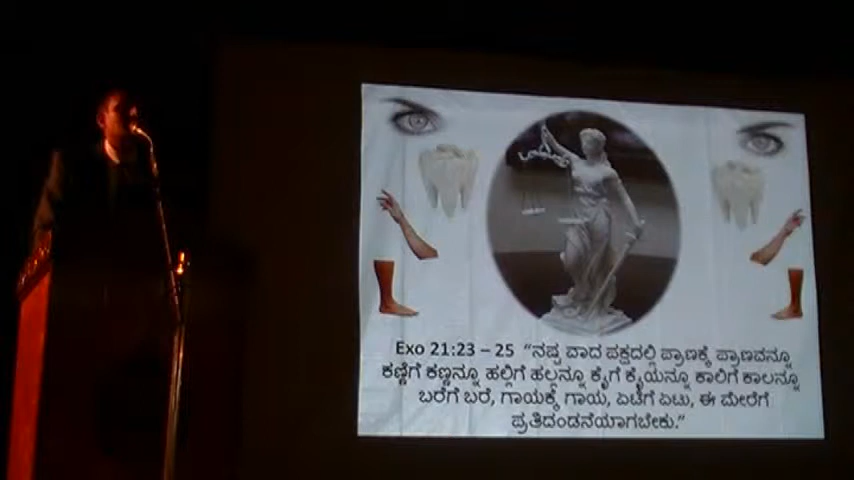 Exo 21:23 – 25 “ನಷ್ಟ ವಾದ ಪಕ್ಷದಲ್ಲಿ ಪ್ರಾಣಕ್ಕೆ ಪ್ರಾಣವನ್ನೂ
ಕಣ್ಣಿಗೆ ಕಣ್ಣನ್ನೂ ಹಲ್ಲಿಗೆ ಹಲ್ಲನ್ನೂ ಕೈಗೆ ಕೈಯನ್ನೂ ಕಾಲಿಗೆ ಕಾಲನ್ನೂ
ಬರೆಗೆ ಬರೆ, ಗಾಯಕ್ಕೆ ಗಾಯ, ಏಟಿಗೆ ಏಟು, ಈ ಮೇರೆಗೆ
ಪ್ರತಿದಂಡನೆಯಾಗಬೇಕು.”